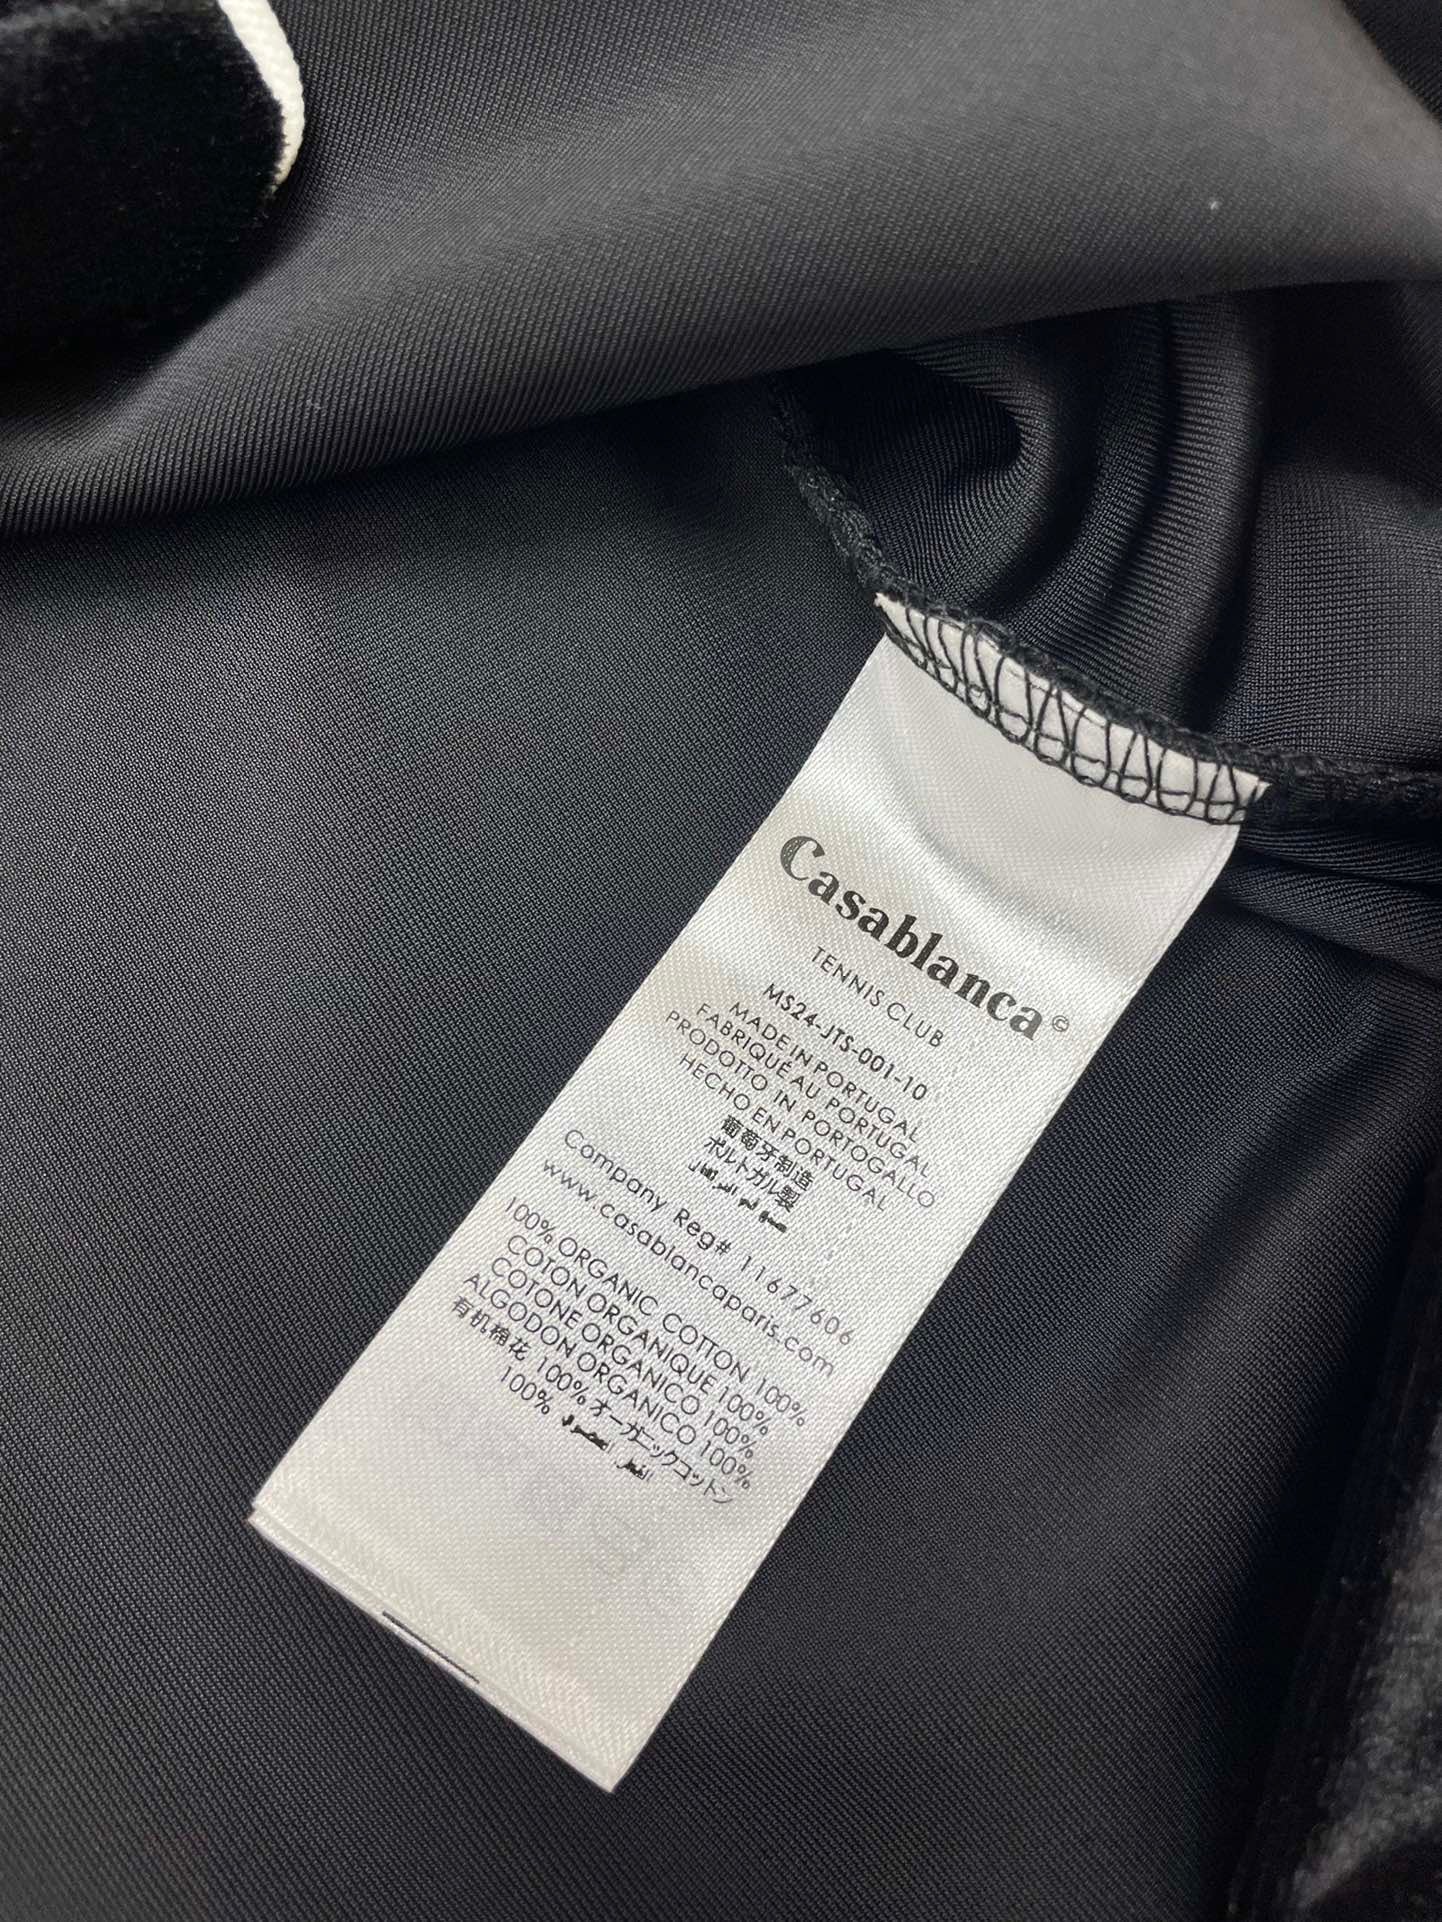 Casablanca©
TENNIS CLUB
MS24-JTS-001-10
MADE IN PORTUGAL
FABRIQUÉ AU PORTUGAL
PRODOTTO IN PORTOGALLO
HECHO EN PORTUGAL
葡萄牙制造
ポルトガル製
Company Reg# 11677606
www.casablancaparis.com
100% ORGANIC COTTON 100%
COTON ORGANIQUE 100%
COTONE ORGANICO 100%
ALGODON ORGANICO 100%
有机棉花 100% オーガニックコットン
100%